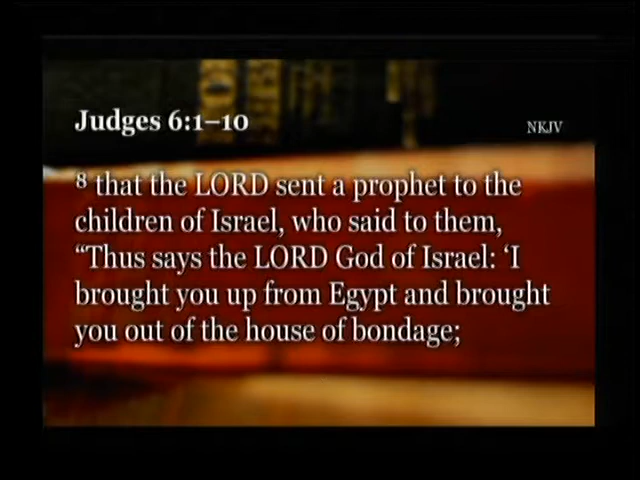 Judges 6:1–10
NKJV
8 that the LORD sent a prophet to the
children of Israel, who said to them,
“Thus says the LORD God of Israel: ‘I
brought you up from Egypt and brought
you out of the house of bondage;